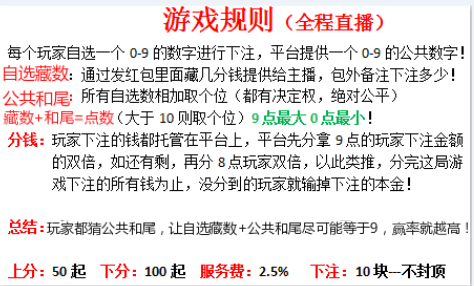 游戏规则（全程直播）
每个玩家自选一个 0-9 的数字进行下注，平台提供一个 0-9 的公共数字！
自选藏数：通过发红包里面藏几分钱提供给主播，包外备注下注多少！
公共和尾：所有自选数相加取个位（都有决定权，绝对公平）
藏数+和尾=点数（大于 10 则取个位）9 点最大 0 点最小！
分钱：玩家下注的钱都托管在平台上，平台先分拿 9 点的玩家下注金额
的双倍，如还有剩，再分 8 点玩家双倍，以此类推，分完这局游
戏下注的所有钱为止，没分到的玩家就输掉下注的本金！
总结：玩家都猜公共和尾，让自选藏数+公共和尾尽可能等于9，赢率就越高！
上分：50 起 下分：100 起 服务费：2.5% 下注：10 块---不封顶